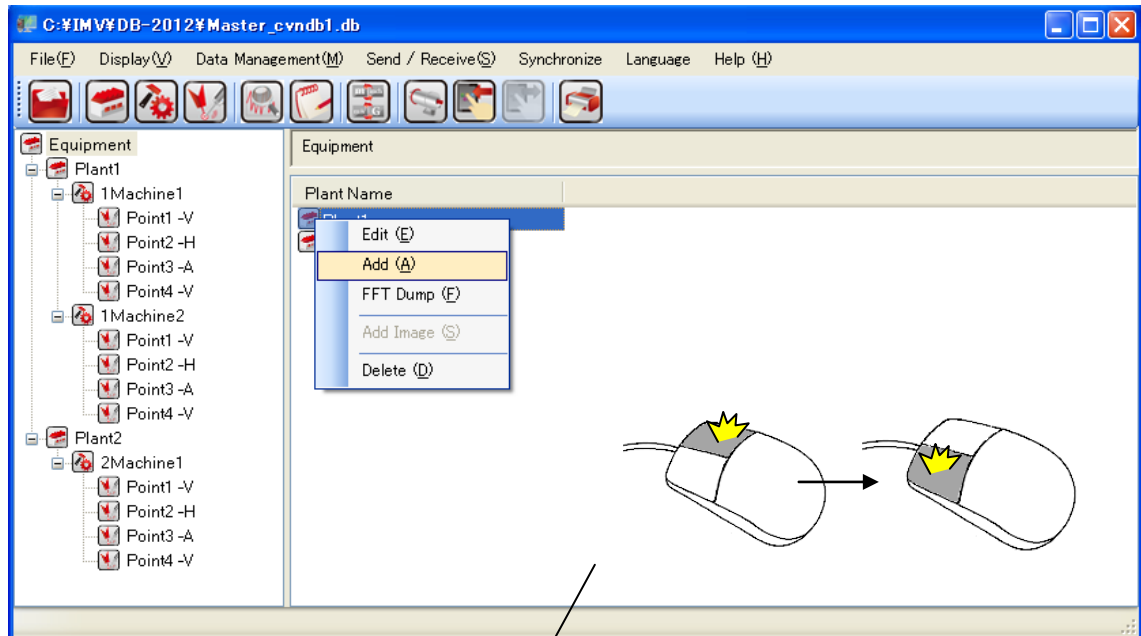 C:¥IMV¥DB-2012¥Master_cvndb1.db
File(F) Display(V) Data Management(M) Send / Receive(S) Synchronize Language Help (H)
Equipment
Plant1
1Machine1
Point1 -V
Point2 -H
Point3 -A
Point4 -V
1Machine2
Point1 -V
Point2 -H
Point3 -A
Point4 -V
Plant2
2Machine1
Point1 -V
Point2 -H
Point3 -A
Point4 -V
Equipment
Plant Name
Edit (E)
Add (A)
FFT Dump (F)
Add Image (S)
Delete (D)